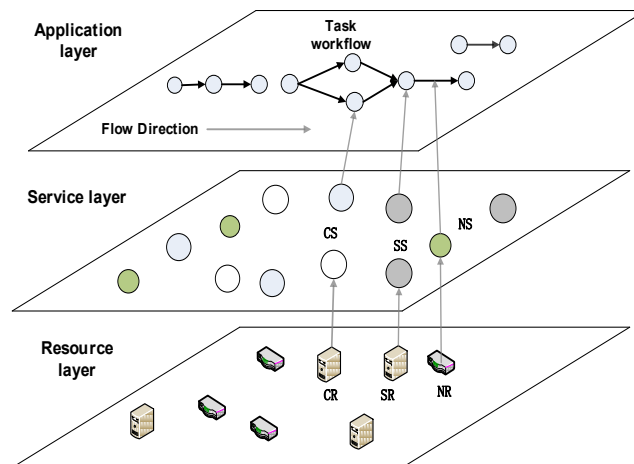 Application
layer
Task
workflow
Flow Direction
Service layer
CS
SS
NS
Resource
layer
CR
SR
NR